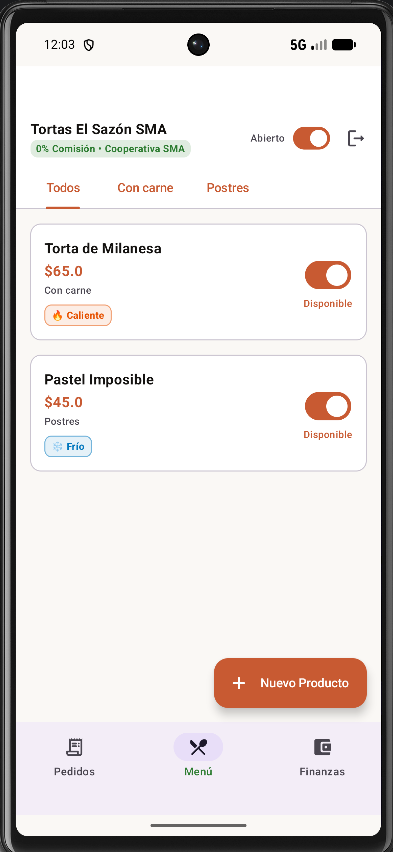 12:03
5G
Tortas El Sazón SMA
0% Comisión • Cooperativa SMA
Abierto
Todos
Con carne
Postres
Torta de Milanesa
$65.0
Con carne
🔥 Caliente
Disponible
Pastel Imposible
$45.0
Postres
❄️ Frío
Disponible
+ Nuevo Producto
Pedidos
Menú
Finanzas